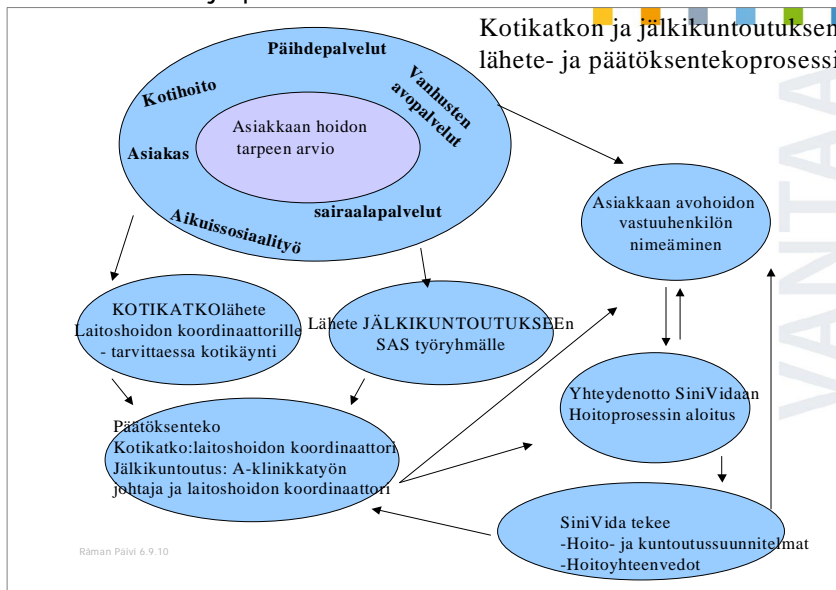 Kotikatkon ja jälkikuntoutuksen
lähete- ja päätöksentekoprosessi
VANTAA
Päihdepalvelut
Kotihoito
Vanhusten
avopalvelut
Asiakkaan hoidon
tarpeen arvio
Asiakas
sairaalapalvelut
Aikuissosiaalityö
Asiakkaan avohoidon
vastuuhenkilön
nimeäminen
KOTIKATKOlähete
Laitoshoidon koordinaattorille
- tarvittaessa kotikäynti
Lähete JÄLKIKUNTOUTUKSEEn
SAS työryhmälle
Yhteydenotto SiniVidaan
Hoitoprosessin aloitus
Päätöksenteko
Kotikatko:laitoshoidon koordinaattori
Jälkikuntoutus: A-klinikkatyön
johtaja ja laitoshoidon koordinaattori
SiniVida tekee
-Hoito- ja kuntoutussuunnitelmat
-Hoitoyhteenvedot
Räman Päivi 6.9.10